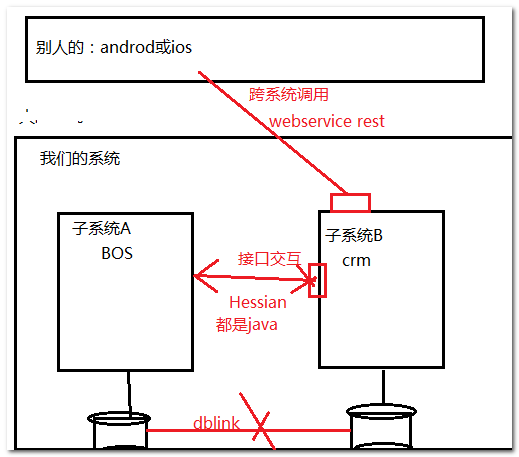 别人的：androd或ios
跨系统调用
webservice rest
我们的系统
子系统A
BOS
子系统B
crm
接口交互
Hessian
都是java
dblink